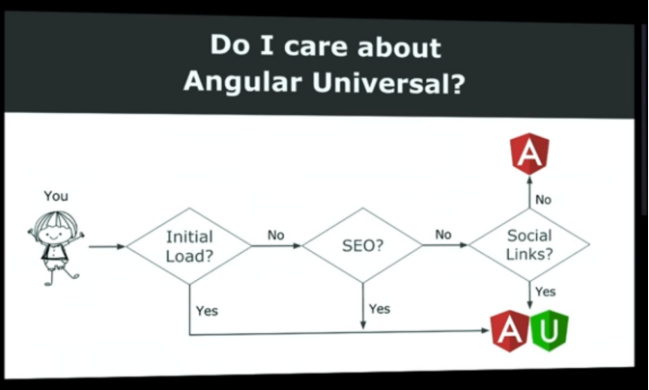 Do I care about
Angular Universal?
You
Initial
Load?
No
Yes
SEO?
No
Yes
Social
Links?
No
Yes
A
A U